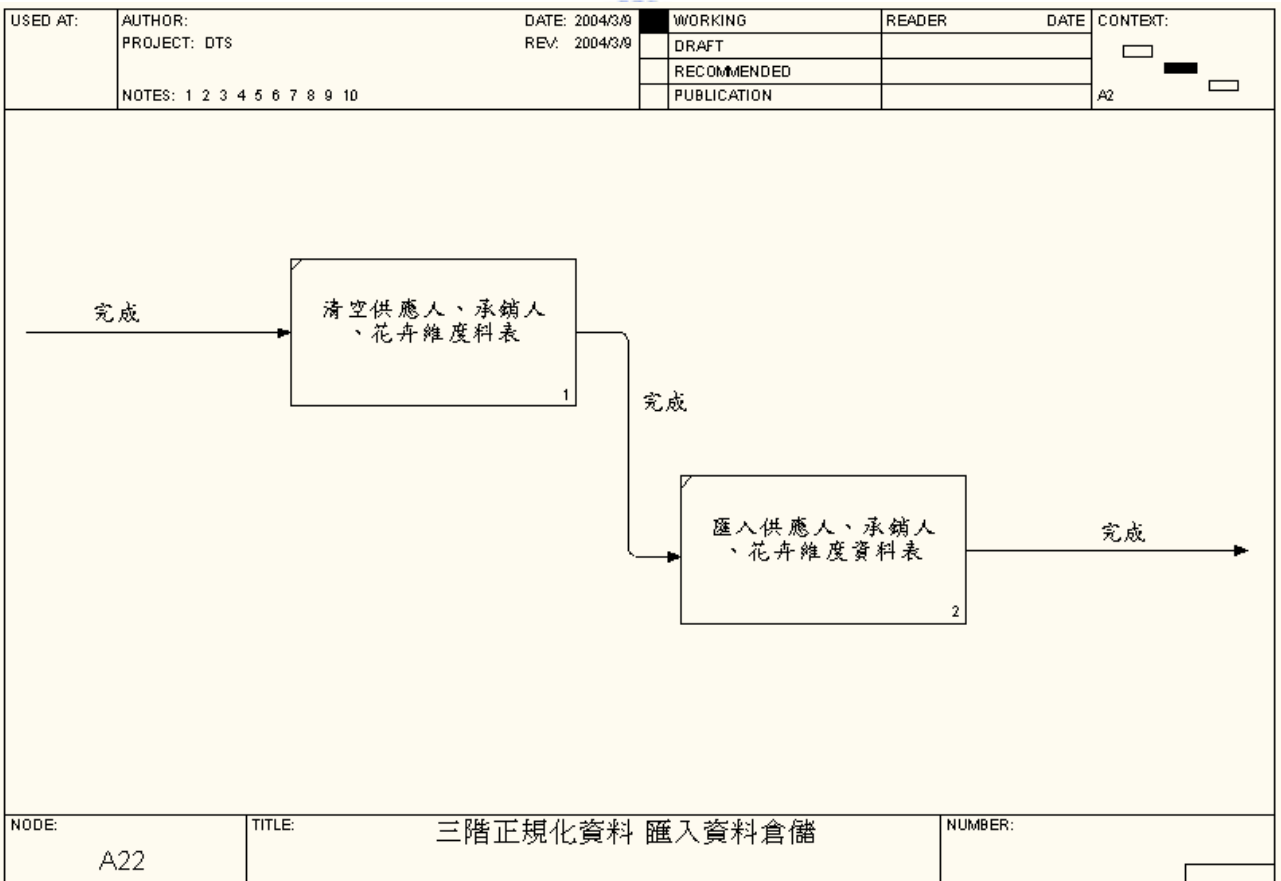 USED AT:
AUTHOR:
DATE: 2004/3/9
WORKING
READER
DATE
CONTEXT:
PROJECT: DTS
REV: 2004/3/9
DRAFT
RECOMMENDED
NOTES: 1 2 3 4 5 6 7 8 9 10
PUBLICATION
A2
完成
清空供應人、承銷人
、花卉維度料表
1
完成
匯入供應人、承銷人
、花卉維度資料表
2
完成
NODE:
A22
TITLE:
三階正規化資料 匯入資料倉儲
NUMBER: